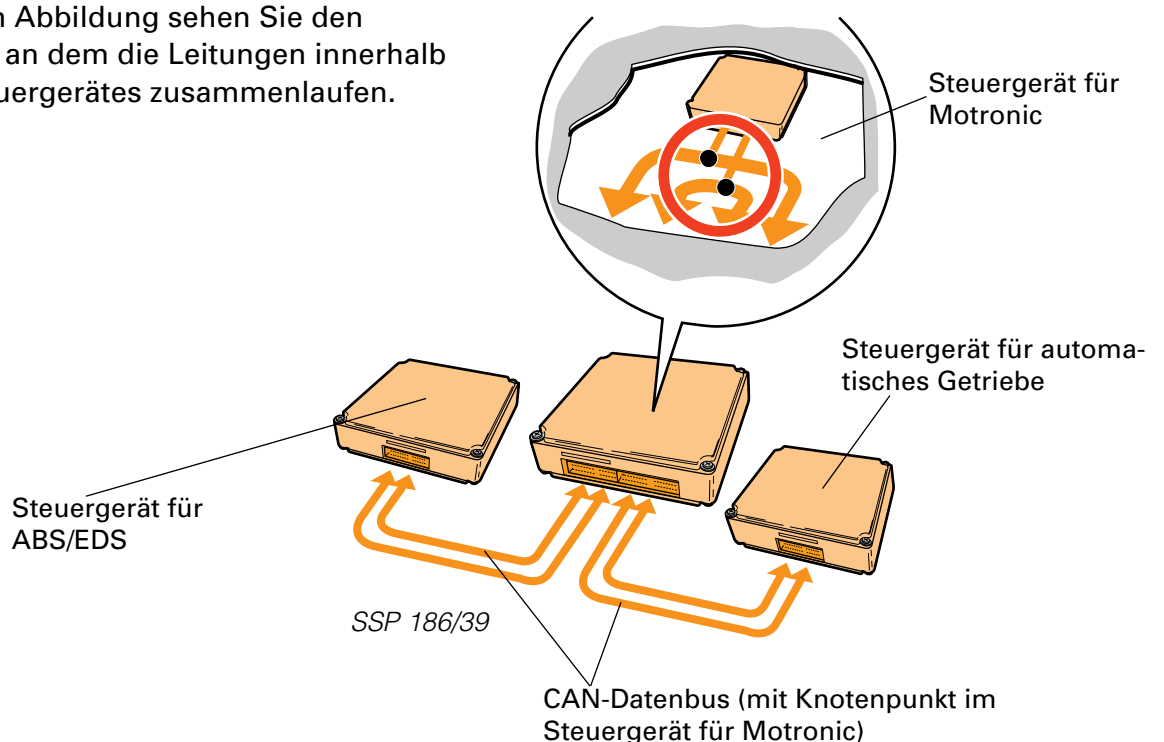 n Abbildung sehen Sie den
an dem die Leitungen innerhalb
uergerätes zusammenlaufen.
Steuergerät für
Motronic
Steuergerät für automa-
tisches Getriebe
Steuergerät für
ABS/EDS
SSP 186/39
CAN-Datenbus (mit Knotenpunkt im
Steuergerät für Motronic)